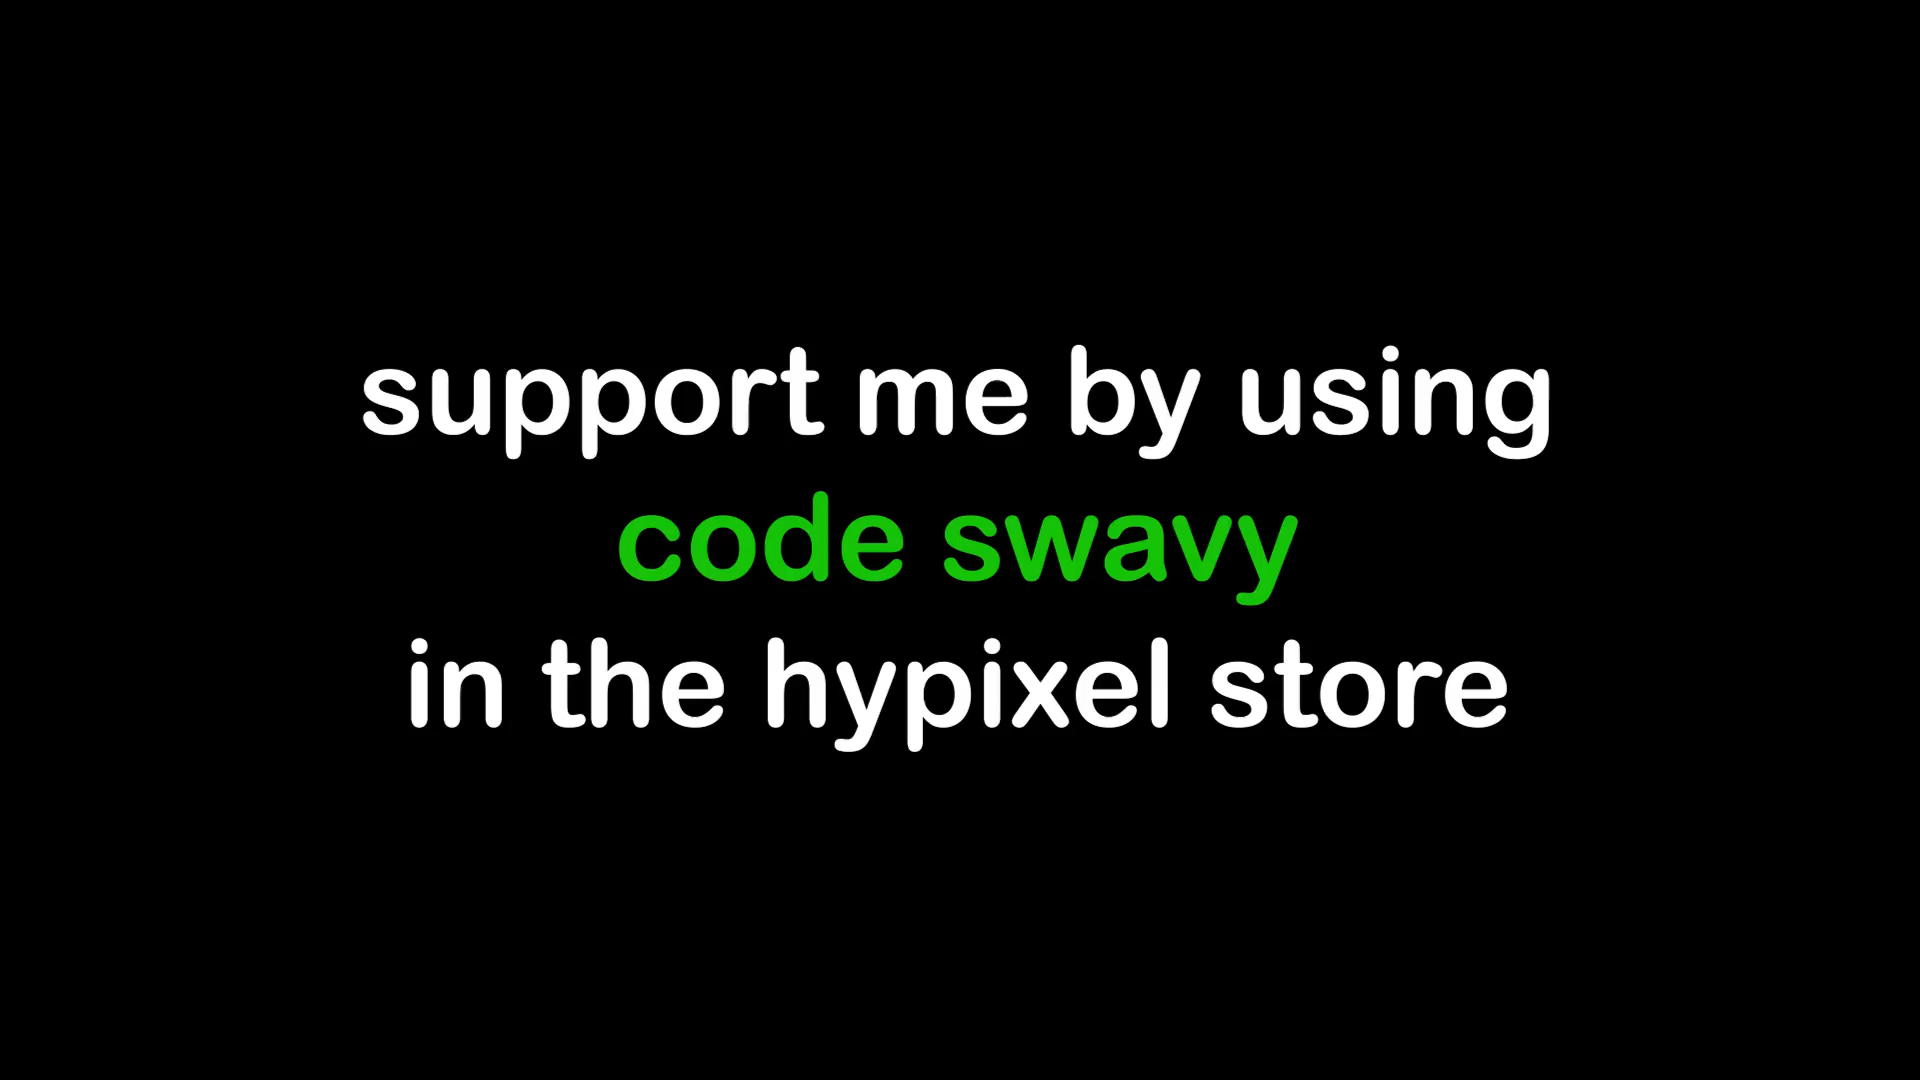 support me by using
code swavy
in the hypixel store